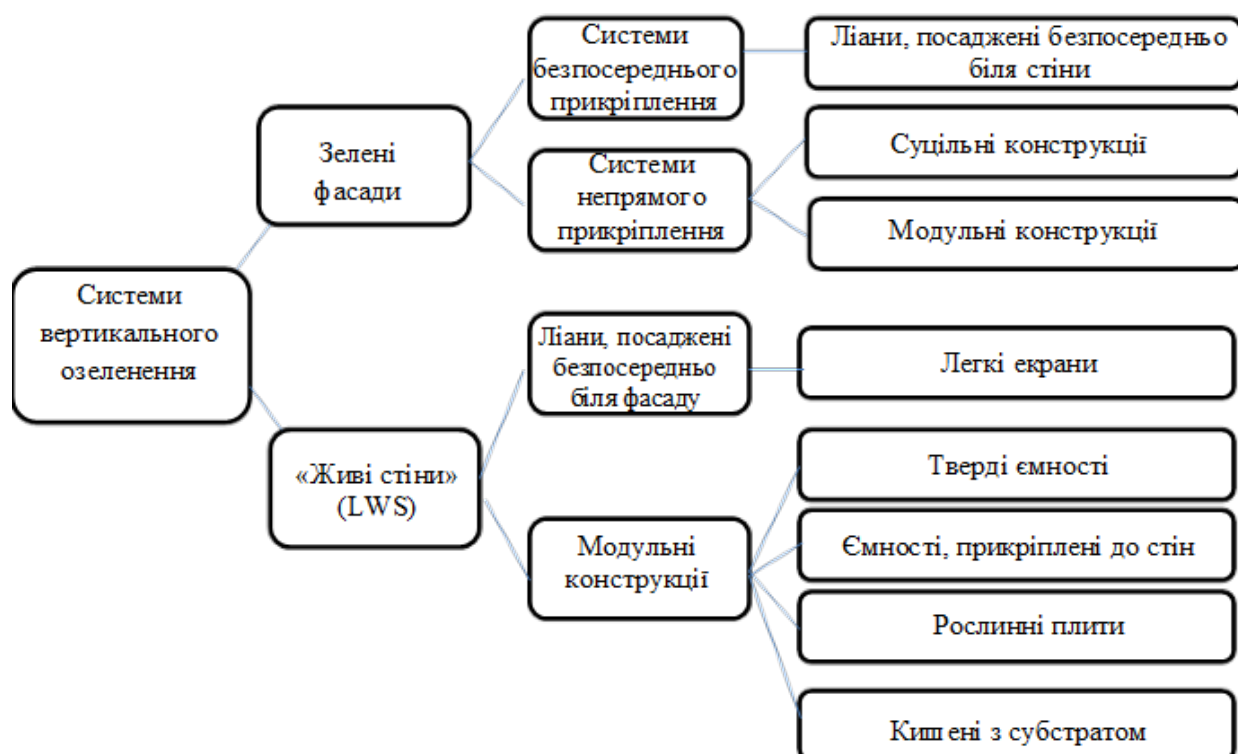 Системи
вертикального
озеленення
Зелені
фасади
Системи
безпосереднього
прикріплення
Ліани, посаджені безпосередньо
біля стіни
Системи
непрямого
прикріплення
Суцільні конструкції
Модульні конструкції
«Живі стіни»
(LWS)
Ліани, посаджені
безпосередньо
біля фасаду
Легкі екрани
Модульні
конструкції
Тверді ємності
Ємності, прикріплені до стін
Рослинні плити
Кишені з субстратом